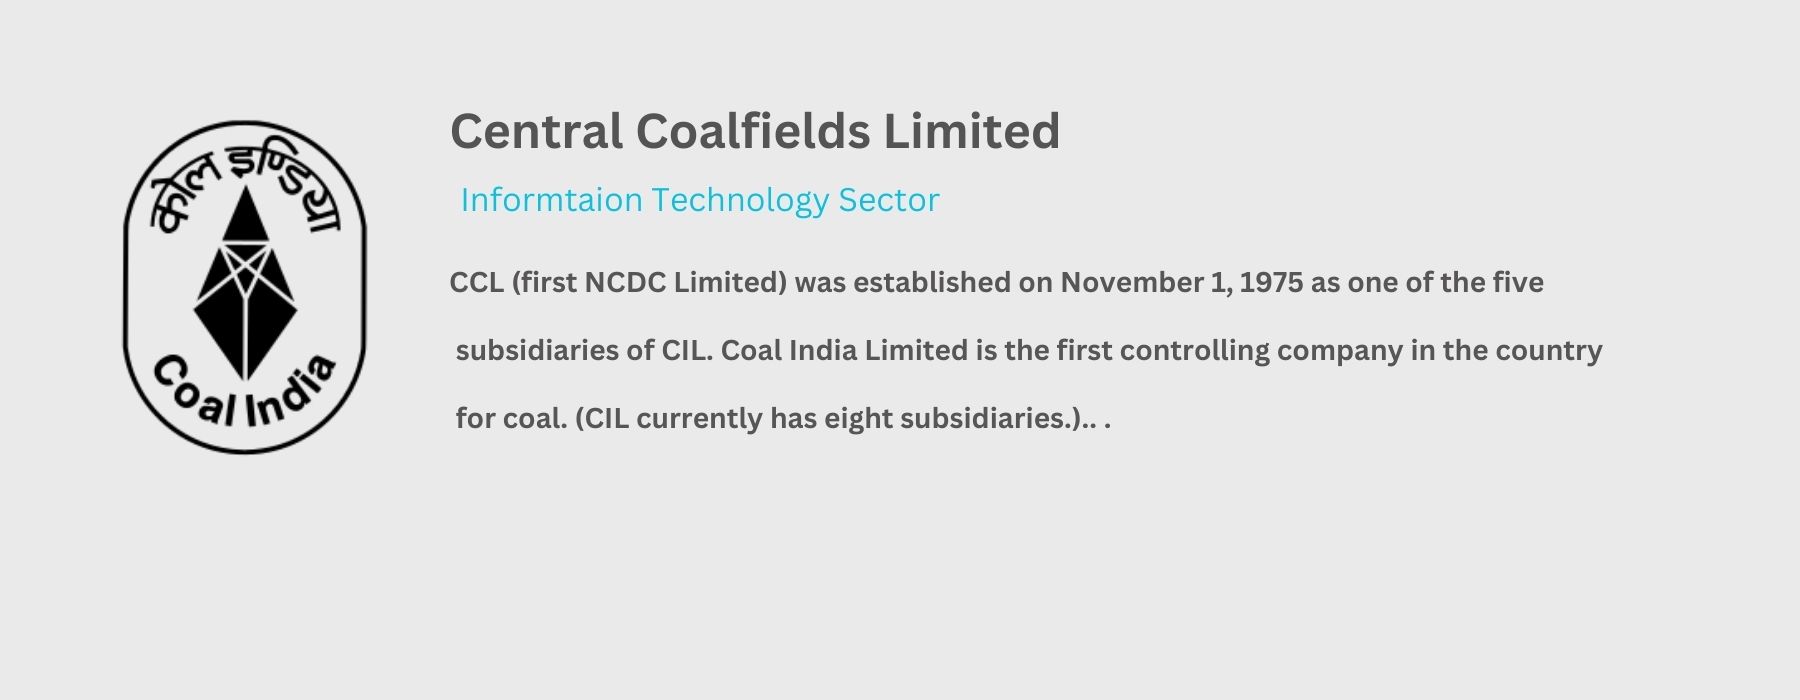 कोल इण्डिया
Coal India
Central Coalfields Limited
Informtaion Technology Sector
CCL (first NCDC Limited) was established on November 1, 1975 as one of the five
subsidiaries of CIL. Coal India Limited is the first controlling company in the country
for coal. (CIL currently has eight subsidiaries.).. .